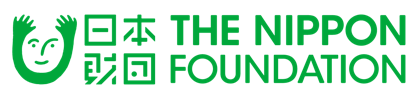 日本
財団
THE NIPPON
FOUNDATION